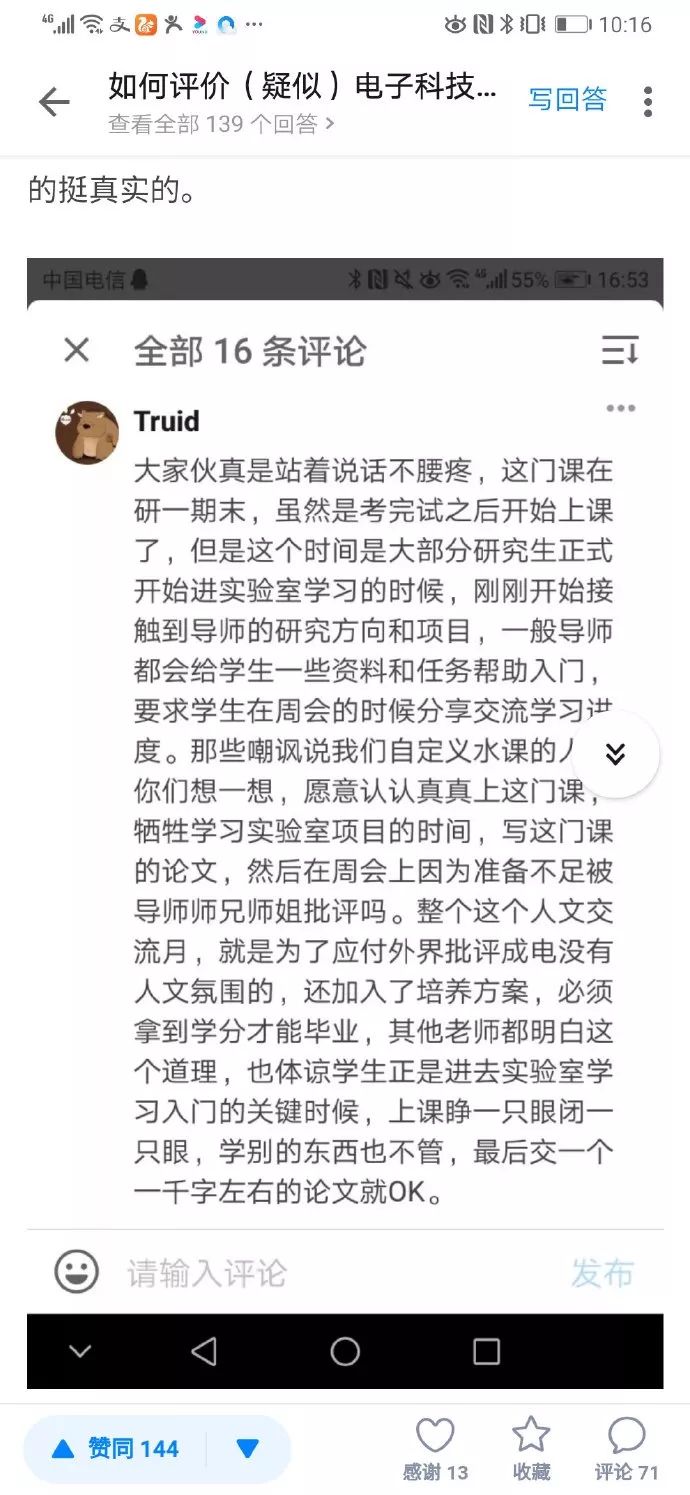 4G 10:16
如何评价（疑似）电子科技... 写回答
查看全部 139 个回答 >
的挺真实的。
中国电信 4G 55% 16:53
全部 16 条评论
Truid
大家伙真是站着说话不腰疼，这门课在
研一期末，虽然是考完试之后开始上课
了，但是这个时间是大部分研究生正式
开始进实验室学习的时候，刚刚开始接
触到导师的研究方向和项目，一般导师
都会给学生一些资料和任务帮助入门，
要求学生在周会的时候分享交流学习进
度。那些嘲讽说我们自定义水课的人
你们想一想，愿意认认真真上这门课，
牺牲学习实验室项目的时间，写这门课
的论文，然后在周会上因为准备不足被
导师师兄师姐批评吗。整个这个人文交
流月，就是为了应付外界批评成电没有
人文氛围的，还加入了培养方案，必须
拿到学分才能毕业，其他老师都明白这
个道理，也体谅学生正是进去实验室学
习入门的关键时候，上课睁一只眼闭一
只眼，学别的东西也不管，最后交一个
一千字左右的论文就OK。
请输入评论 发布
赞同 144 感谢 13 收藏 评论 71